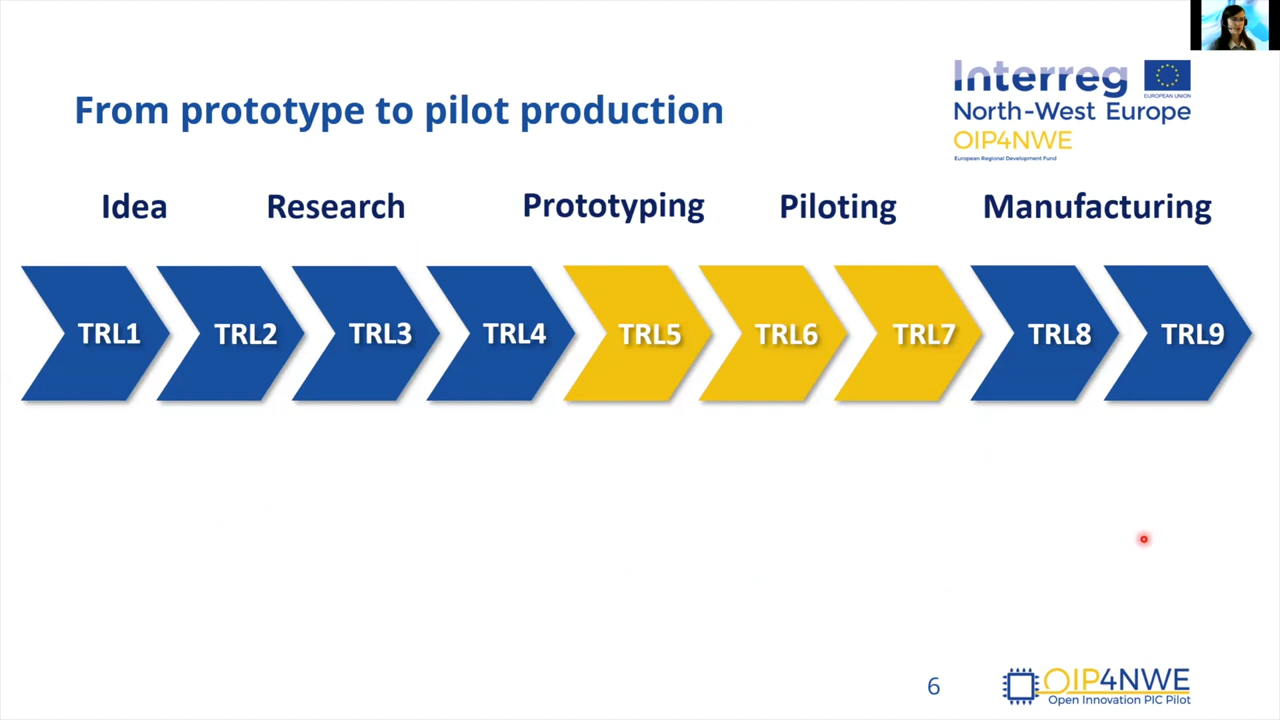 From prototype to pilot production
Interreg
EUROPEAN UNION
North-West Europe
OIP4NWE
European Regional Development Fund
Idea Research Prototyping Piloting Manufacturing
TRL1 TRL2 TRL3 TRL4 TRL5 TRL6 TRL7 TRL8 TRL9
6
OIP4NWE
Open Innovation PIC Pilot